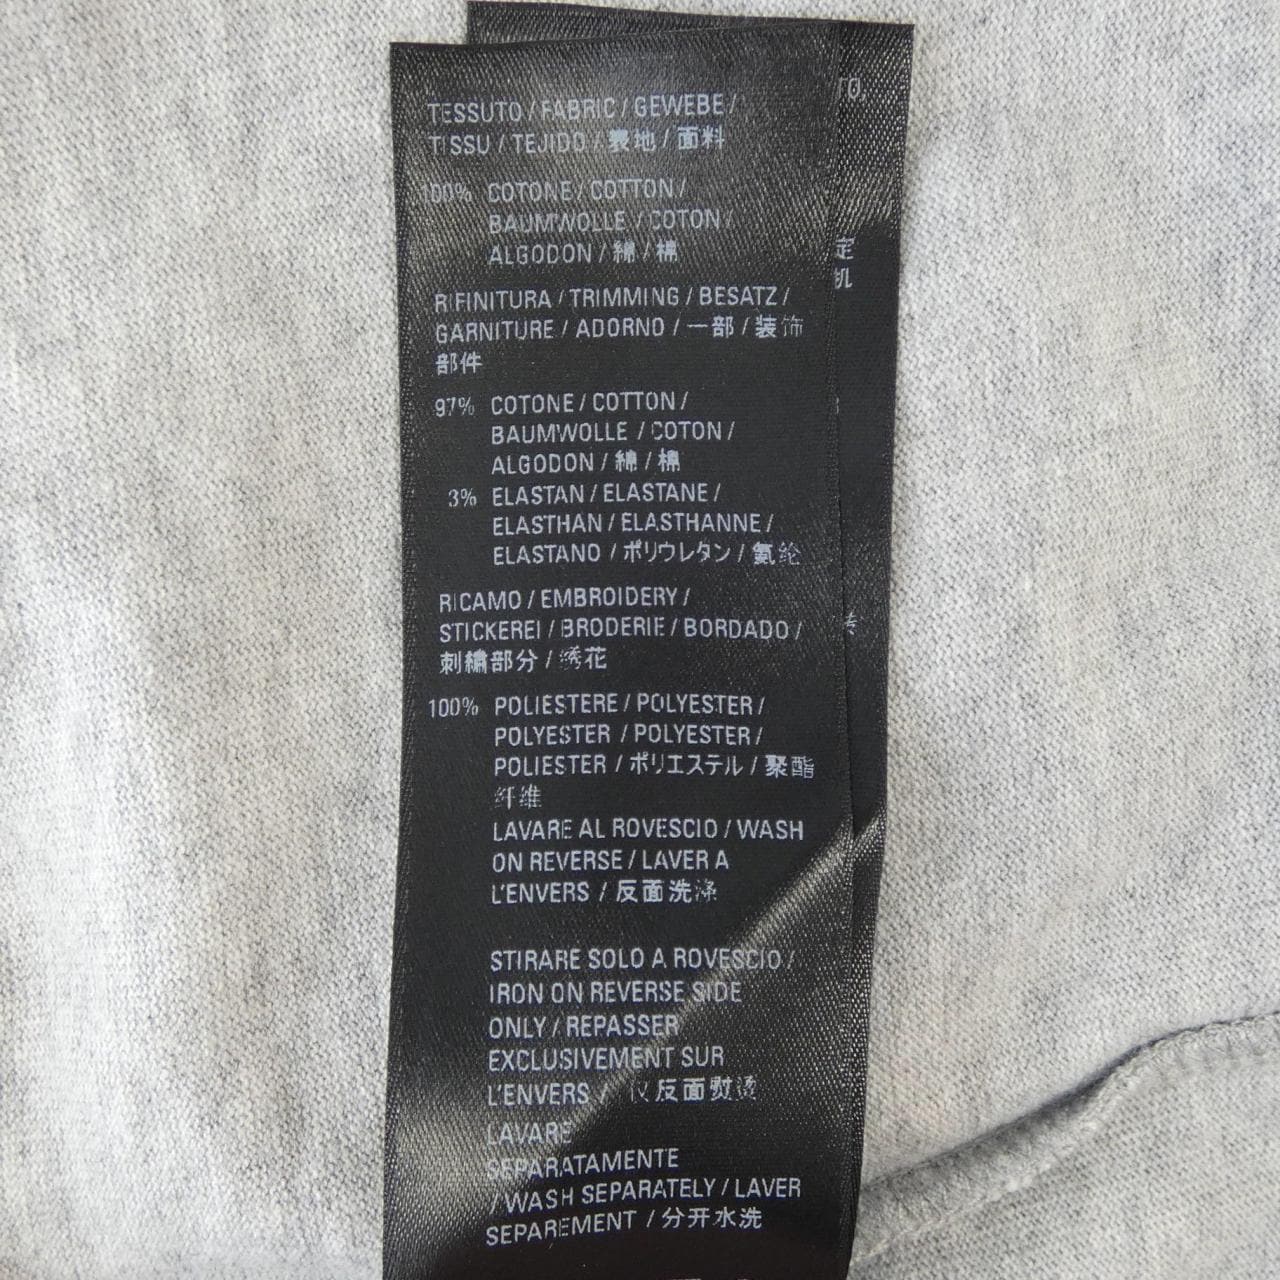 TESSUTO / FABRIC / GEWEBE /
TISSU / TEJIDO / 表地 / 面料
100% COTONE / COTTON /
BAUMWOLLE / COTON /
ALGODON / 綿 / 棉
RIFINITURA / TRIMMING / BESATZ /
GARNITURE / ADORNO / 一部 / 装饰
部件
97% COTONE / COTTON /
BAUMWOLLE / COTON /
ALGODON / 綿 / 棉
3% ELASTAN / ELASTANE /
ELASTHAN / ELASTHANNE /
ELASTANO / ポリウレタン / 氨纶
RICAMO / EMBROIDERY /
STICKEREI / BRODERIE / BORDADO /
刺繍部分 / 绣花
100% POLIESTERE / POLYESTER /
POLYESTER / POLYESTER /
POLIESTER / ポリエステル / 聚酯
纤维
LAVARE AL ROVESCIO / WASH
ON REVERSE / LAVER A
L'ENVERS / 反面洗涤
STIRARE SOLO A ROVESCIO /
IRON ON REVERSE SIDE
ONLY / REPASSER
EXCLUSIVEMENT SUR
L'ENVERS / 仅反面熨烫
LAVARE
SEPARATAMENTE
/ WASH SEPARATELY / LAVER
SEPAREMENT / 分开水洗
定
机